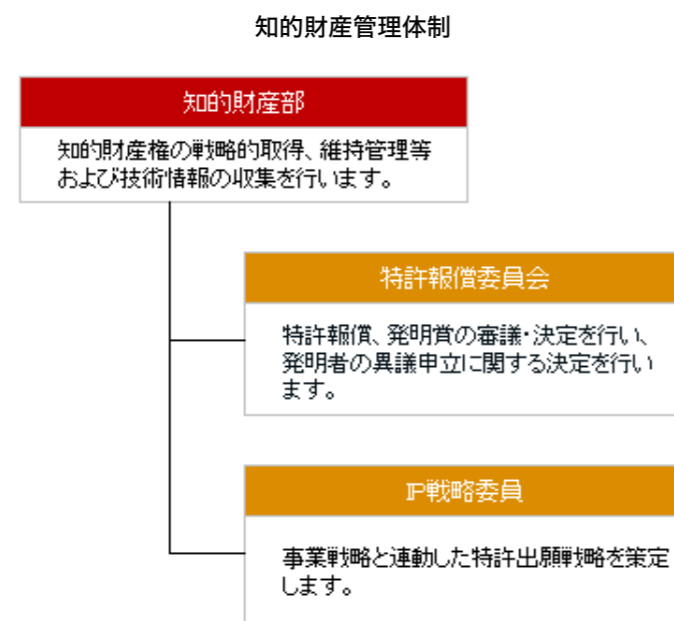 知的財産管理体制
知的財産部
知的財産権の戦略的取得、維持管理等
および技術情報の収集を行います。
特許報償委員会
特許報償、発明賞の審議・決定を行い、
発明者の異議申立に関する決定を行い
ます。
IP戦略委員
事業戦略と連動した特許出願戦略を策定
します。